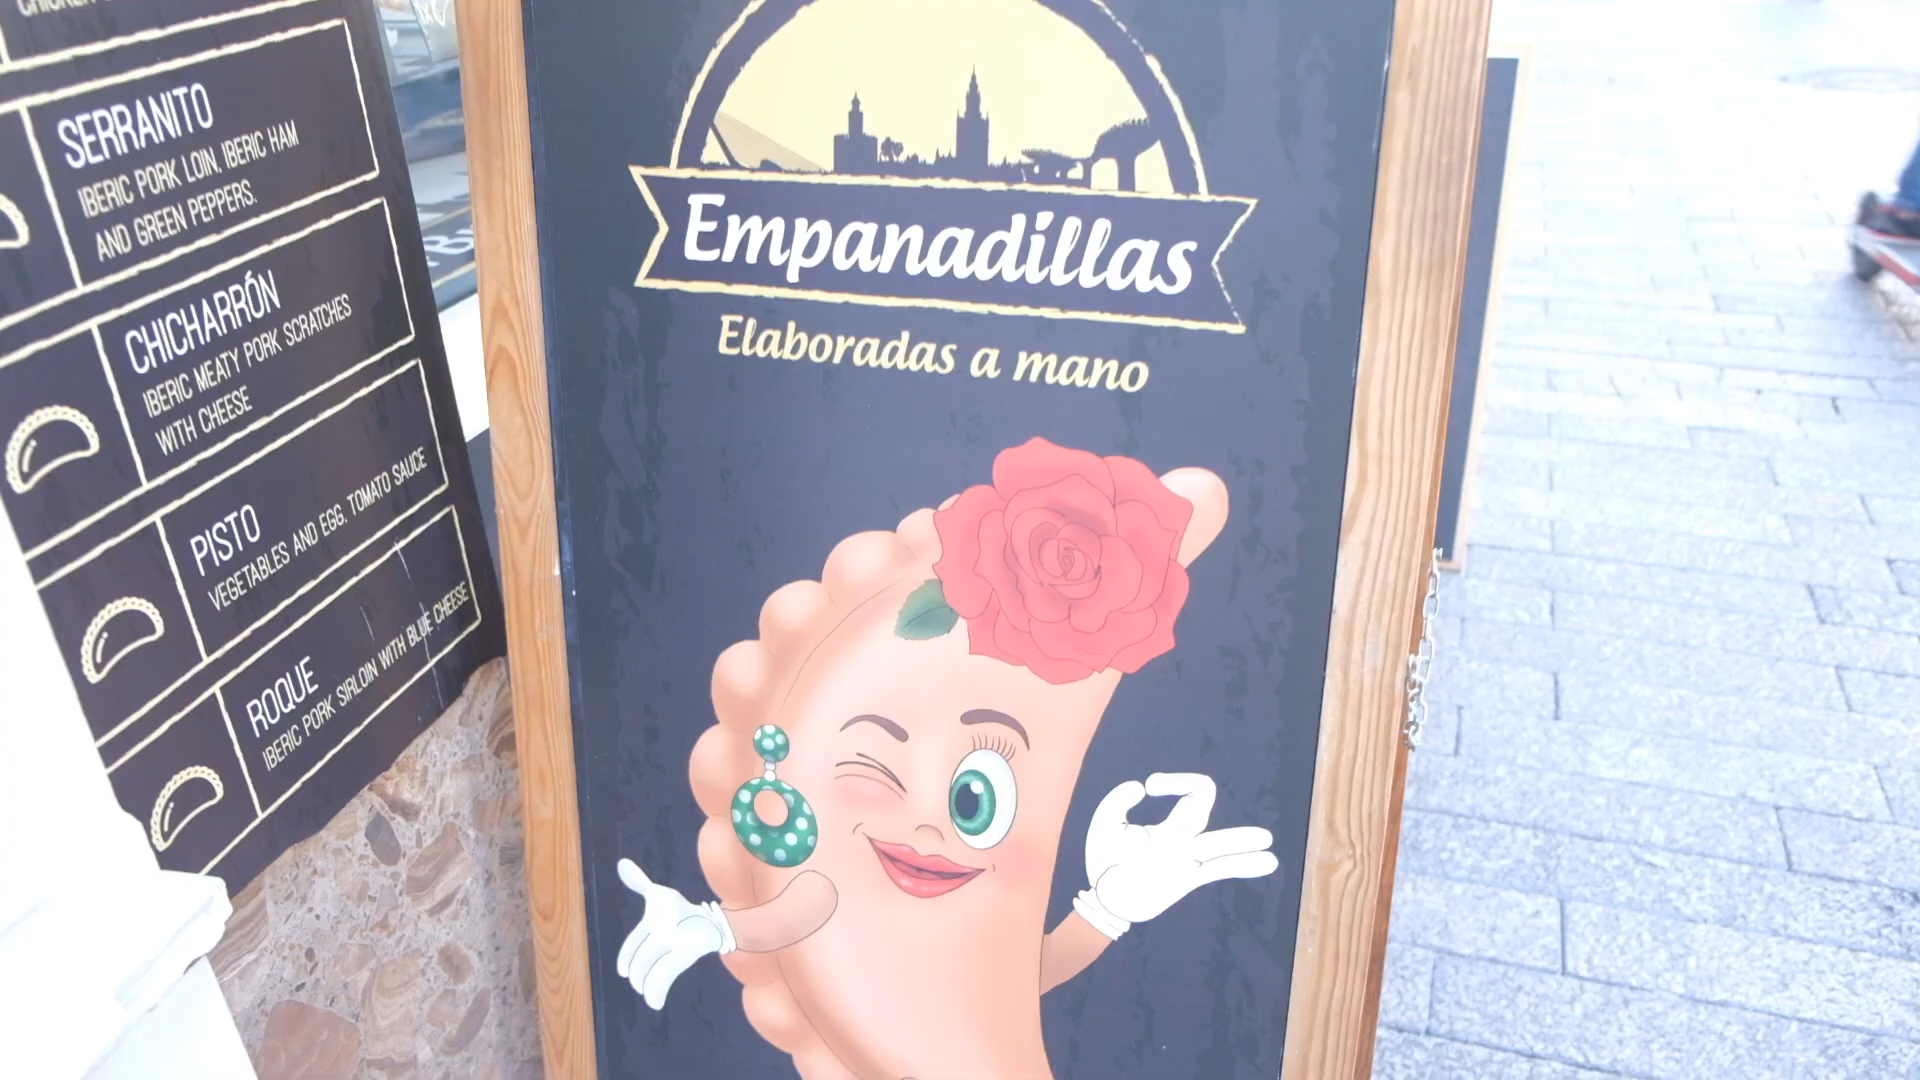 SERRANITO
IBERIC PORK LOIN, IBERIC HAM
AND GREEN PEPPERS.
CHICHARRÓN
IBERIC MEATY PORK SCRATCHES
WITH CHEESE
PISTO
VEGETABLES AND EGG, TOMATO SAUCE
ROQUE
IBERIC PORK SIRLOIN WITH BLUE CHEESE
Empanadillas
Elaboradas a mano